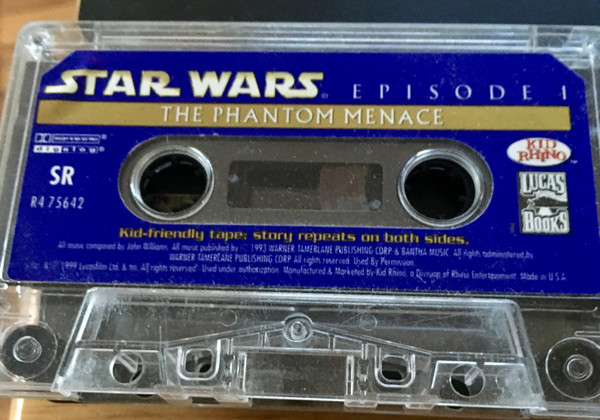 STAR WARS EPISODE I
THE PHANTOM MENACE
digalog
KID
RHINO
SR
R4 75642
LUCAS
BOOKS
Kid-friendly tape; story repeats on both sides.
All music composed by John Williams. All music published by © 1993 WARNER TAMERLANE PUBLISHING CORP & BANTHA MUSIC. All rights administered by
WARNER TAMERLANE PUBLISHING CORP All rights reserved. Used By Permission.
& © 1999 Lucasfilm Ltd. & tm. All rights reserved. Used under authorization. Manufactured & Marketed by Kid Rhino, a Division of Rhino Entertainment. Made in U.S.A.